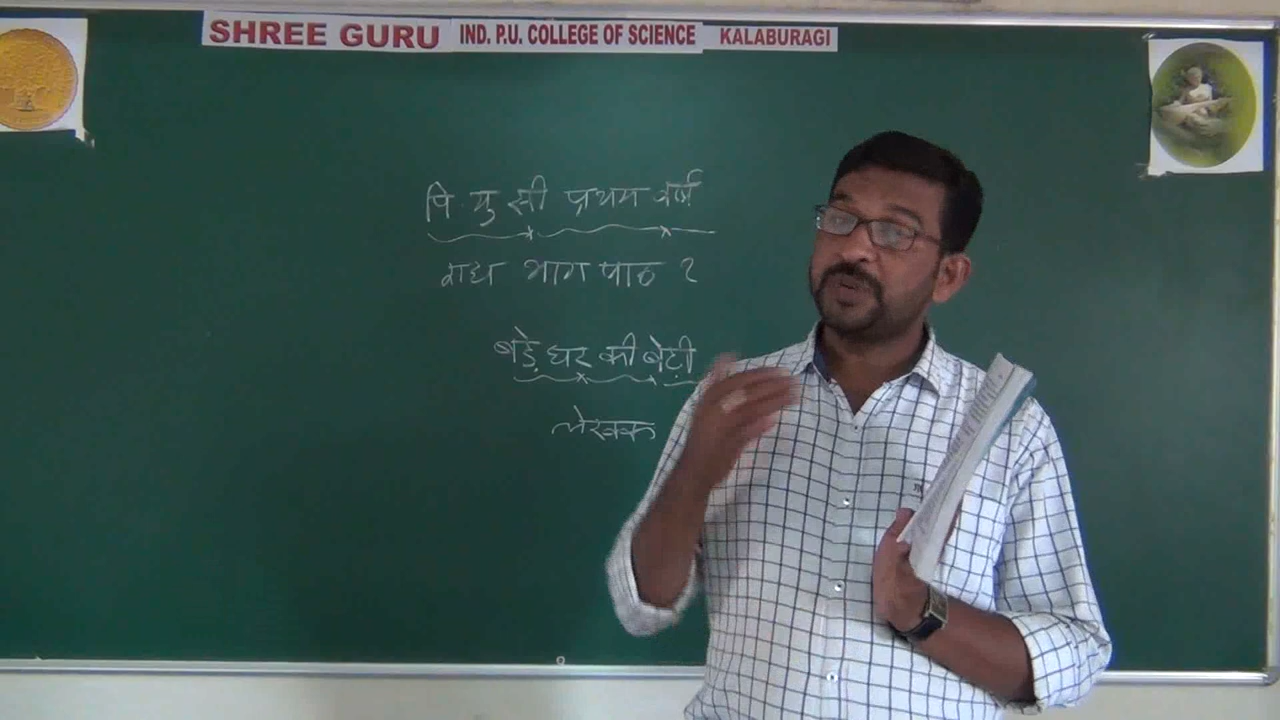 SHREE GURU IND. P.U. COLLEGE OF SCIENCE KALABURAGI
पि यु सी प्रथम वर्ष
गद्य भाग पाठ १
बड़े घर की बेटी
लेखक